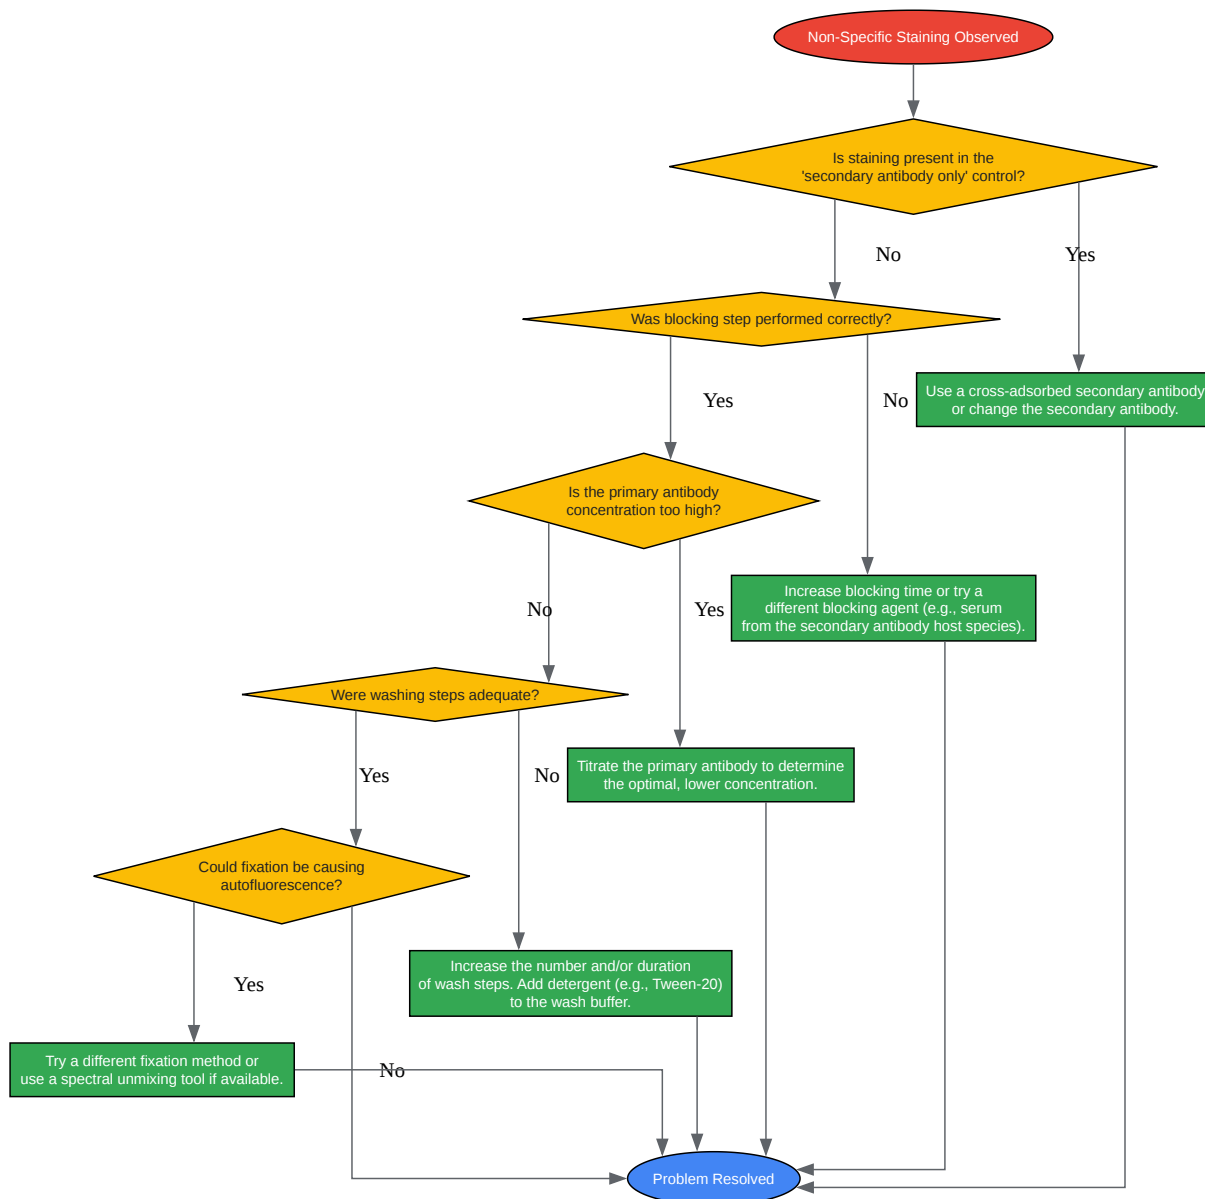 Non-Specific Staining Observed
Is staining present in the
'secondary antibody only' control?
No
Yes
Was blocking step performed correctly?
Use a cross-adsorbed secondary antibody
or change the secondary antibody.
Yes
No
Is the primary antibody
concentration too high?
Increase blocking time or try a
different blocking agent (e.g., serum
from the secondary antibody host species).
No
Yes
Were washing steps adequate?
Titrate the primary antibody to determine
the optimal, lower concentration.
Yes
No
Could fixation be causing
autofluorescence?
Increase the number and/or duration
of wash steps. Add detergent (e.g., Tween-20)
to the wash buffer.
Yes
Try a different fixation method or
use a spectral unmixing tool if available.
No
Problem Resolved